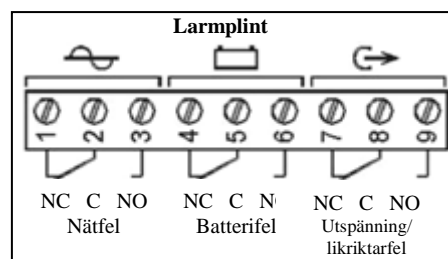 Larmplint
1 2 3 4 5 6 7 8 9
NC C NO NC C N NC C NO
Nätfel Batterifel Utspänning/
likriktarfel